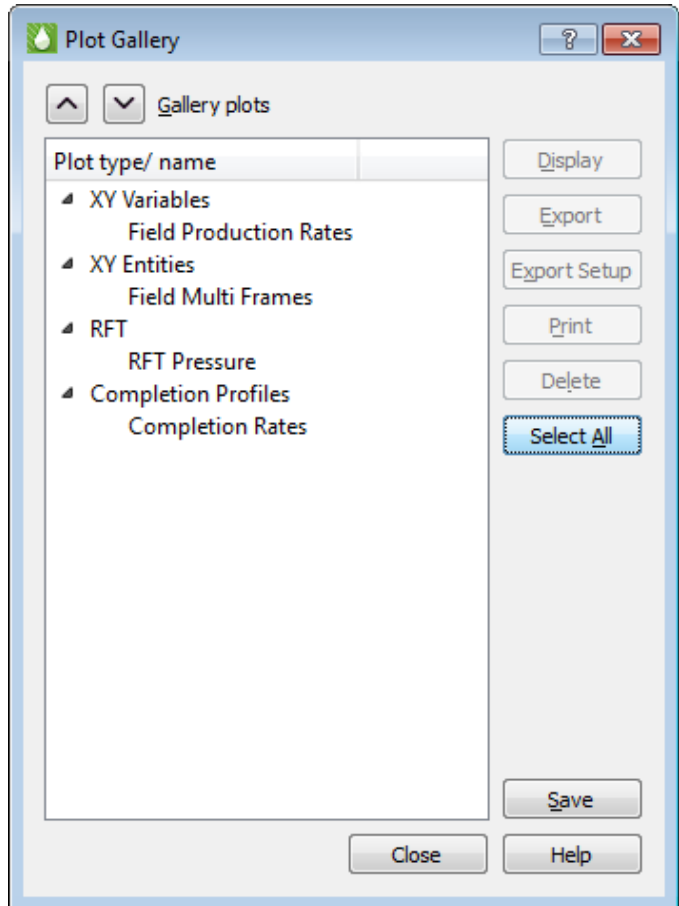 Plot Gallery
?
Gallery plots
Plot type/ name
Display
XY Variables
Export
Field Production Rates
XY Entities
Export Setup
Field Multi Frames
RFT
Print
RFT Pressure
Delete
Completion Profiles
Completion Rates
Select All
Save
Close
Help